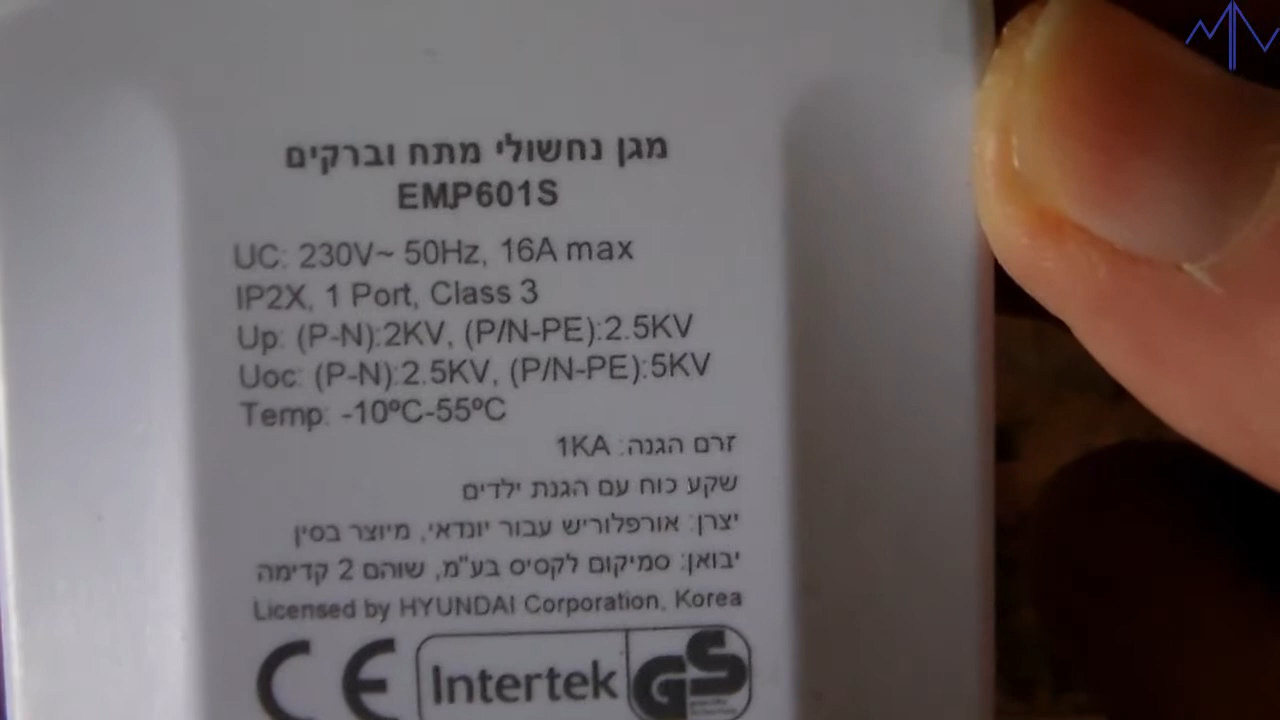 מגן נחשולי מתח וברקים
EMP601S
UC: 230V~ 50Hz, 16A max
IP2X, 1 Port, Class 3
Up: (P-N):2KV, (P/N-PE):2.5KV
Uoc: (P-N):2.5KV, (P/N-PE):5KV
Temp: -10ºC-55ºC
זרם הגנה: 1KA
שקע כוח עם הגנת ילדים
יצרן: אורפלוריש עבור יונדאי, מיוצר בסין
יבואן: סמיקום לקסיס בע"מ, שוהם 2 קדימה
Licensed by HYUNDAI Corporation, Korea
CE Intertek GS